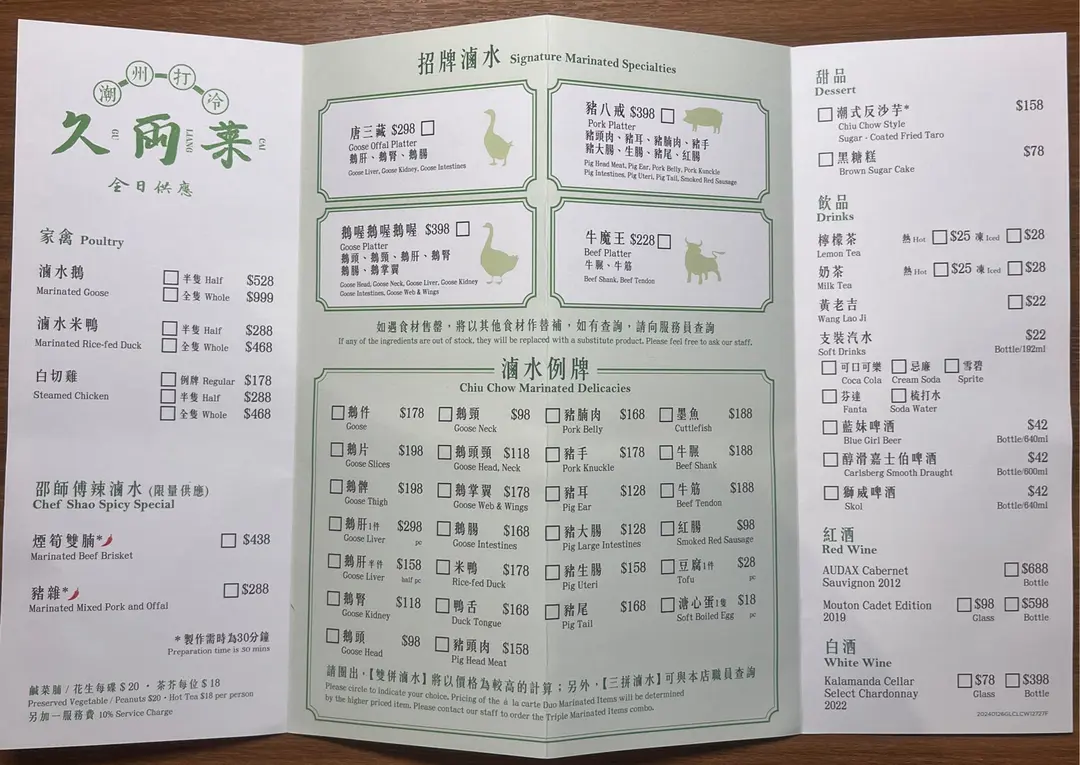 潮州打冷
久兩菜
GU LIANG CAI
全日供應
家禽 Poultry
滷水鵝
Marinated Goose
半隻 Half $528
全隻 Whole $999
滷水米鴨
Marinated Rice-fed Duck
半隻 Half $288
全隻 Whole $468
白切雞
Steamed Chicken
例牌 Regular $178
半隻 Half $288
全隻 Whole $468
邵師傅辣滷水 (限量供應)
Chef Shao Spicy Special
煙筍雙腩* $438
Marinated Beef Brisket
豬雜* $288
Marinated Mixed Pork and Offal
* 製作需時為30分鐘
Preparation time is 30 mins
鹹菜脯 / 花生每碟 $ 20 · 茶芥每位 $ 18
Preserved Vegetable / Peanuts $20 · Hot Tea $18 per person
另加一服務費 10% Service Charge
招牌滷水 Signature Marinated Specialties
唐三藏 $298
Goose Offal Platter
鵝肝、鵝腎、鵝腸
Goose Liver, Goose Kidney, Goose Intestines
豬八戒 $398
Pork Platter
豬頭肉、豬耳、豬腩肉、豬手
豬大腸、生腸、豬尾、紅腸
Pig Head Meat, Pig Ear, Pork Belly, Pork Kunckle
Pig Intestines, Pig Uteri, Pig Tail, Smoked Red Sausage
鵝喔鵝喔鵝喔 $398
Goose Platter
鵝頭、鵝頸、鵝肝、鵝腎
鵝腸、鵝掌翼
Goose Head, Goose Neck, Goose Liver, Goose Kidney
Goose Intestines, Goose Web & Wings
牛魔王 $228
Beef Platter
牛𦟌、牛筋
Beef Shank, Beef Tendon
如遇食材售罄，將以其他食材作替補，如有查詢，請向服務員查詢
If any of the ingredients are out of stock, they will be replaced with a substitute product. Please feel free to ask our staff.
滷水例牌
Chiu Chow Marinated Delicacies
鵝件 $178
Goose
鵝片 $198
Goose Slices
鵝髀 $198
Goose Thigh
鵝肝1件 $298
Goose Liver pc
鵝肝半件 $158
Goose Liver half pc
鵝腎 $118
Goose Kidney
鵝頭 $98
Goose Head
鵝頸 $98
Goose Neck
鵝頭頸 $118
Goose Head, Neck
鵝掌翼 $178
Goose Web & Wings
鵝腸 $168
Goose Intestines
米鴨 $178
Rice-fed Duck
鴨舌 $168
Duck Tongue
豬頭肉 $158
Pig Head Meat
豬腩肉 $168
Pork Belly
豬手 $178
Pork Knuckle
豬耳 $128
Pig Ear
豬大腸 $128
Pig Large Intestines
豬生腸 $158
Pig Uteri
豬尾 $168
Pig Tail
墨魚 $188
Cuttlefish
牛𦟌 $188
Beef Shank
牛筋 $188
Beef Tendon
紅腸 $98
Smoked Red Sausage
豆腐1件 $28
Tofu pc
溏心蛋1隻 $18
Soft Boiled Egg pc
請圈出，【雙併滷水】將以價格為較高的計算；另外，【三拼滷水】可與本店職員查詢
Please circle to indicate your choice. Pricing of the á la carte Duo Marinated Items will be determined
by the higher priced item. Please contact our staff to order the Triple Marinated Items combo.
甜品
Dessert
潮式反沙芋* $158
Chiu Chow Style
Sugar - Coated Fried Taro
黑糖糕 $78
Brown Sugar Cake
飲品
Drinks
檸檬茶 熱 Hot $25 凍 Iced $28
Lemon Tea
奶茶 熱 Hot $25 凍 Iced $28
Milk Tea
黃老吉 $22
Wang Lao Ji
支裝汽水 $22
Soft Drinks Bottle/192ml
可口可樂 忌廉 雪碧
Coca Cola Cream Soda Sprite
芬達 梳打水
Fanta Soda Water
藍妹啤酒 $42
Blue Girl Beer Bottle/640ml
醇滑嘉士伯啤酒 $42
Carlsberg Smooth Draught Bottle/600ml
獅威啤酒 $42
Skol Bottle/640ml
紅酒
Red Wine
AUDAX Cabernet $688
Sauvignon 2012 Bottle
Mouton Cadet Edition $98 $598
2019 Glass Bottle
白酒
White Wine
Kalamanda Cellar $78 $398
Select Chardonnay Glass Bottle
2022
20240126GLCLCW12727F